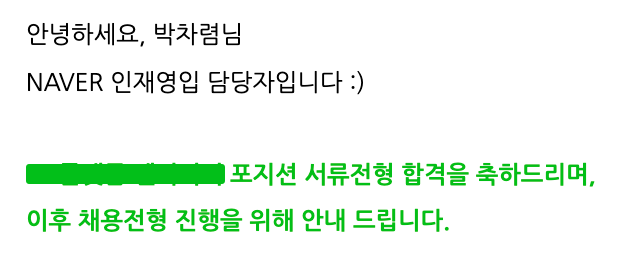 안녕하세요, 박차렴님
NAVER 인재영입 담당자입니다 :)
포지션 서류전형 합격을 축하드리며,
이후 채용전형 진행을 위해 안내 드립니다.